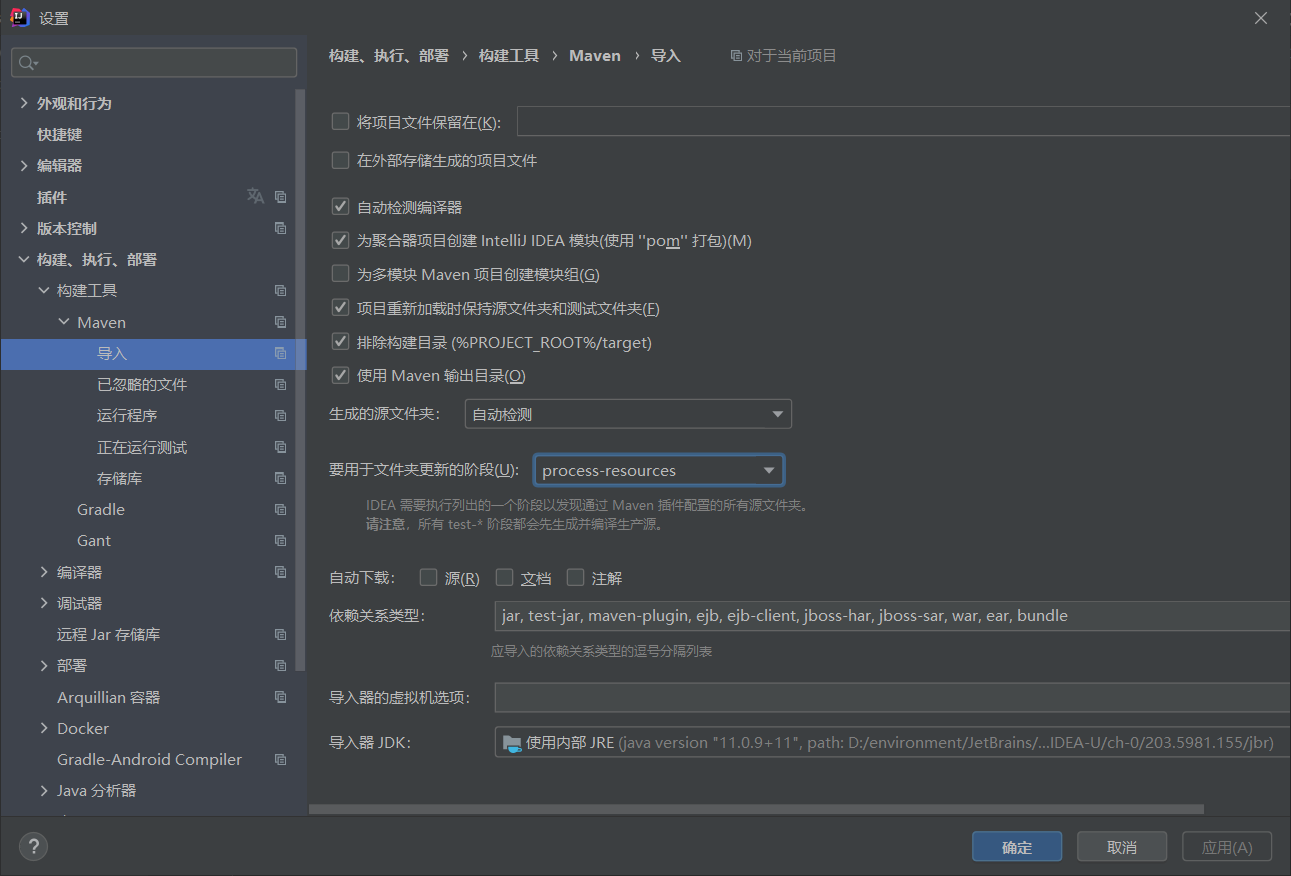 设置
外观和行为
快捷键
编辑器
插件
版本控制
构建、执行、部署
构建工具
Maven
导入
已忽略的文件
运行程序
正在运行测试
存储库
Gradle
Gant
编译器
调试器
远程 Jar 存储库
部署
Arquillian 容器
Docker
Gradle-Android Compiler
Java 分析器
构建、执行、部署 › 构建工具 › Maven › 导入 对于当前项目
将项目文件保留在(K):
在外部存储生成的项目文件
自动检测编译器
为聚合器项目创建 IntelliJ IDEA 模块(使用 ''pom'' 打包)(M)
为多模块 Maven 项目创建模块组(G)
项目重新加载时保持源文件夹和测试文件夹(F)
排除构建目录 (%PROJECT_ROOT%/target)
使用 Maven 输出目录(O)
生成的源文件夹: 自动检测
要用于文件夹更新的阶段(U): process-resources
IDEA 需要执行列出的一个阶段以发现通过 Maven 插件配置的所有源文件夹。
请注意，所有 test-* 阶段都会先生成并编译生产源。
自动下载: 源(R) 文档 注解
依赖关系类型: jar, test-jar, maven-plugin, ejb, ejb-client, jboss-har, jboss-sar, war, ear, bundle
应导入的依赖关系类型的逗号分隔列表
导入器的虚拟机选项:
导入器 JDK: 使用内部 JRE (java version "11.0.9+11", path: D:/environment/JetBrains/...IDEA-U/ch-0/203.5981.155/jbr)
? 确定 取消 应用(A)